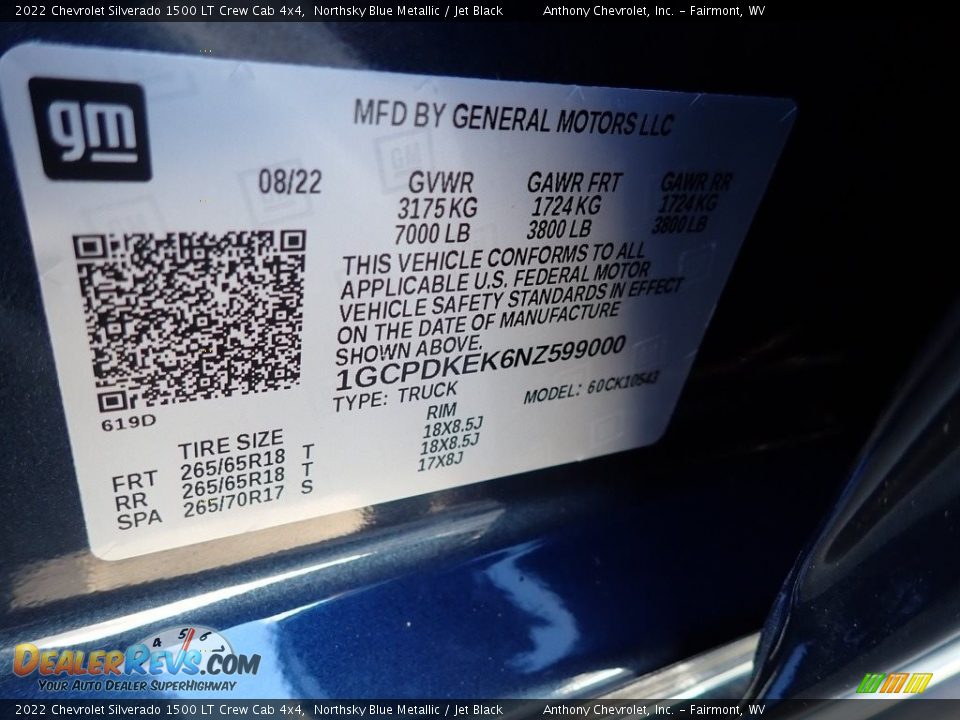 2022 Chevrolet Silverado 1500 LT Crew Cab 4x4, Northsky Blue Metallic / Jet Black Anthony Chevrolet, Inc. - Fairmont, WV
gm
MFD BY GENERAL MOTORS LLC
08/22 GVWR GAWR FRT GAWR RR
3175 KG 1724 KG 1724 KG
7000 LB 3800 LB 3800 LB
THIS VEHICLE CONFORMS TO ALL
APPLICABLE U.S. FEDERAL MOTOR
VEHICLE SAFETY STANDARDS IN EFFECT
ON THE DATE OF MANUFACTURE
SHOWN ABOVE.
1GCPDKEK6NZ599000
TYPE: TRUCK MODEL: 60CK10543
619D
TIRE SIZE RIM
FRT 265/65R18 T 18X8.5J
RR 265/65R18 T 18X8.5J
SPA 265/70R17 S 17X8J
4 5 6
DEALERREVS.COM
YOUR AUTO DEALER SUPERHIGHWAY
2022 Chevrolet Silverado 1500 LT Crew Cab 4x4, Northsky Blue Metallic / Jet Black Anthony Chevrolet, Inc. - Fairmont, WV